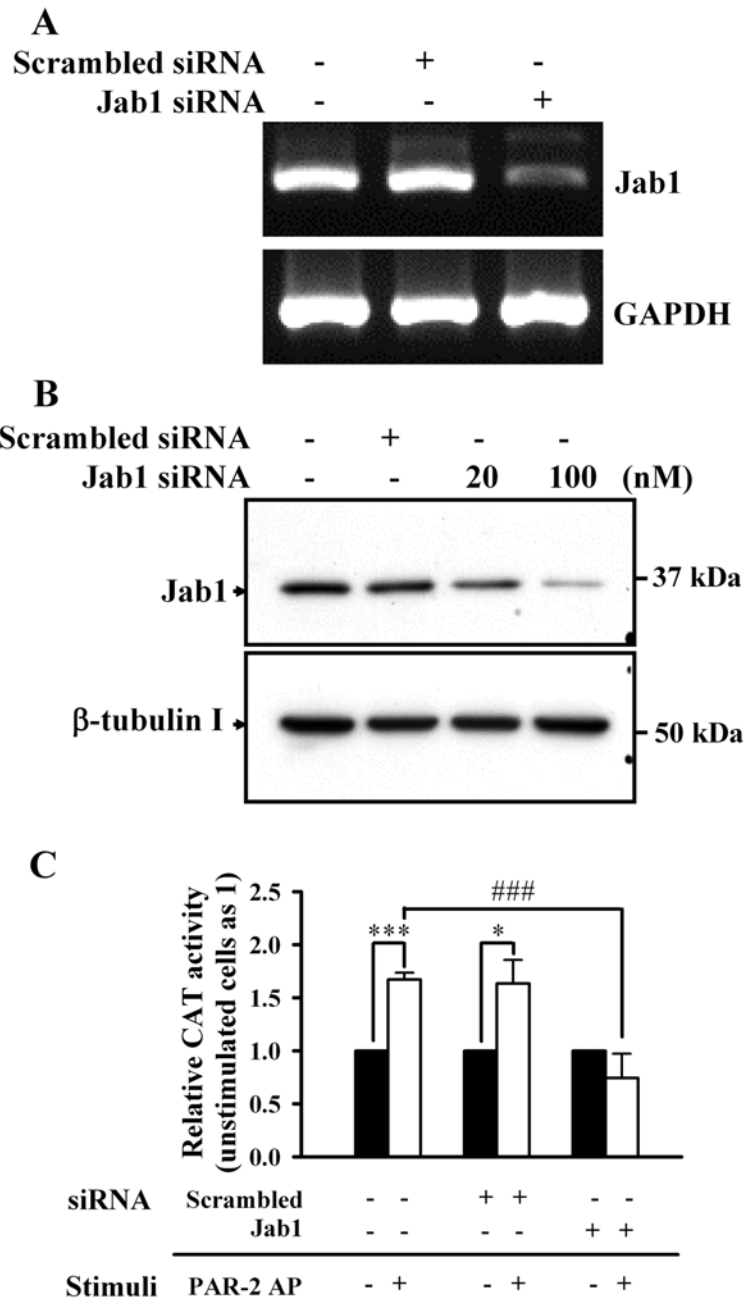 A
Scrambled siRNA - + -
Jab1 siRNA - - +
Jab1
GAPDH
B
Scrambled siRNA - + - -
Jab1 siRNA - - 20 100 (nM)
Jab1
37 kDa
β-tubulin I
50 kDa
C
Relative CAT activity
(unstimulated cells as 1)
2.5
2.0
1.5
1.0
0.5
0.0
***
*
###
siRNA Scrambled - - + + - -
Jab1 - - - - + +
Stimuli PAR-2 AP - + - + - +